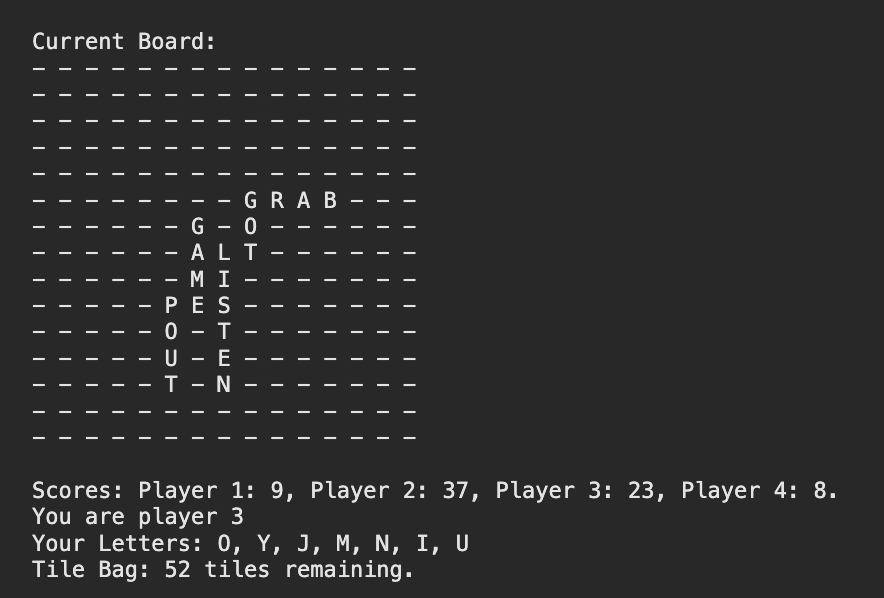 Current Board:
- - - - - - - - - - - - - - -
- - - - - - - - - - - - - - -
- - - - - - - - - - - - - - -
- - - - - - - - - - - - - - -
- - - - - - - - - - - - - - -
- - - - - - - - G R A B - - -
- - - - - - G - O - - - - - -
- - - - - - A L T - - - - - -
- - - - - - M I - - - - - - -
- - - - - P E S - - - - - - -
- - - - - O - T - - - - - - -
- - - - - U - E - - - - - - -
- - - - - T - N - - - - - - -
- - - - - - - - - - - - - - -
- - - - - - - - - - - - - - -
Scores: Player 1: 9, Player 2: 37, Player 3: 23, Player 4: 8.
You are player 3
Your Letters: O, Y, J, M, N, I, U
Tile Bag: 52 tiles remaining.